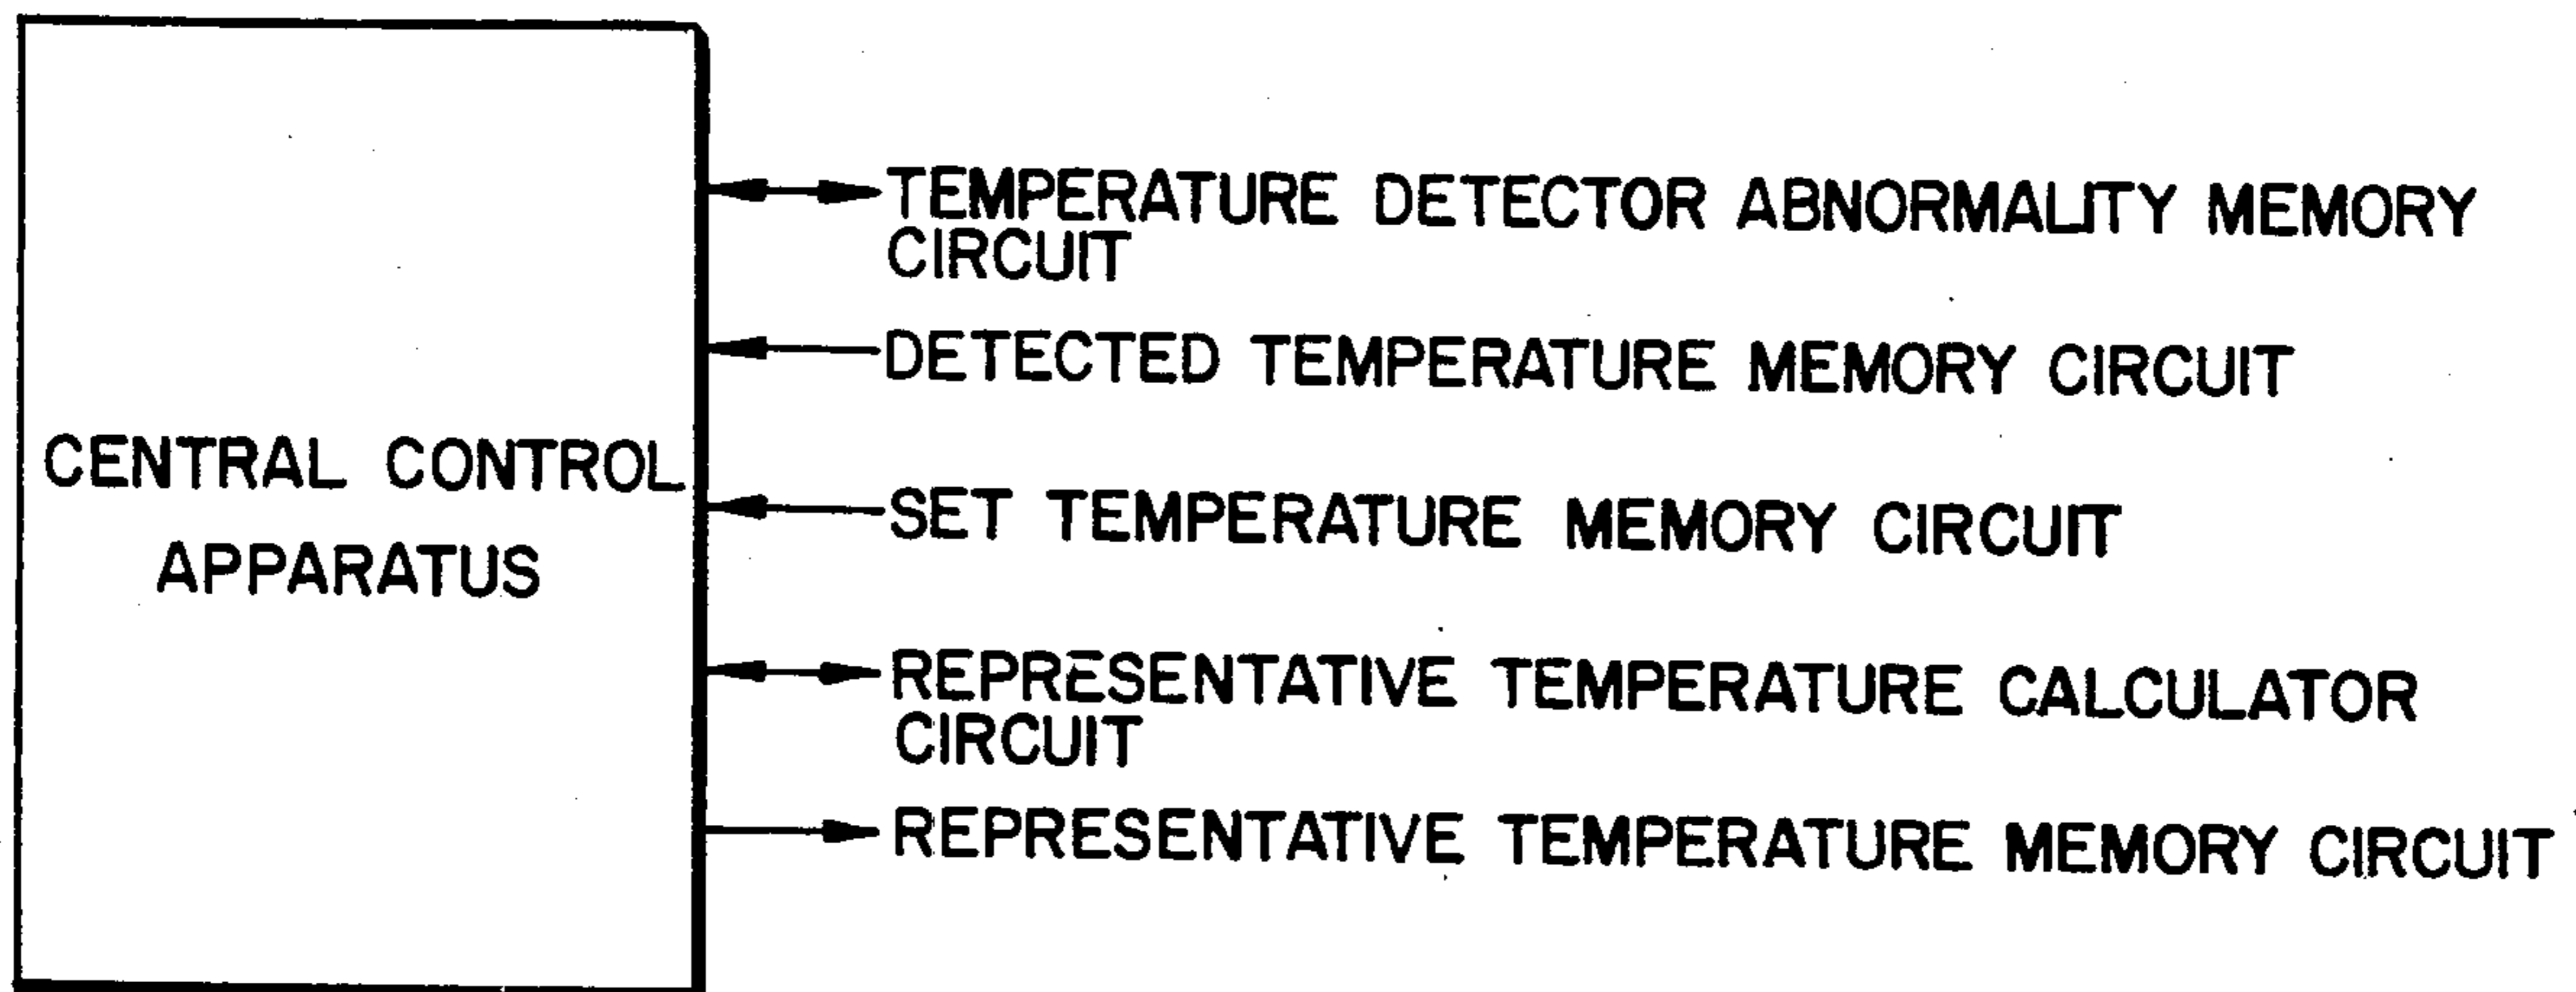 CENTRAL CONTROL
APPARATUS
TEMPERATURE DETECTOR ABNORMALITY MEMORY
CIRCUIT
DETECTED TEMPERATURE MEMORY CIRCUIT
SET TEMPERATURE MEMORY CIRCUIT
REPRESENTATIVE TEMPERATURE CALCULATOR
CIRCUIT
REPRESENTATIVE TEMPERATURE MEMORY CIRCUIT